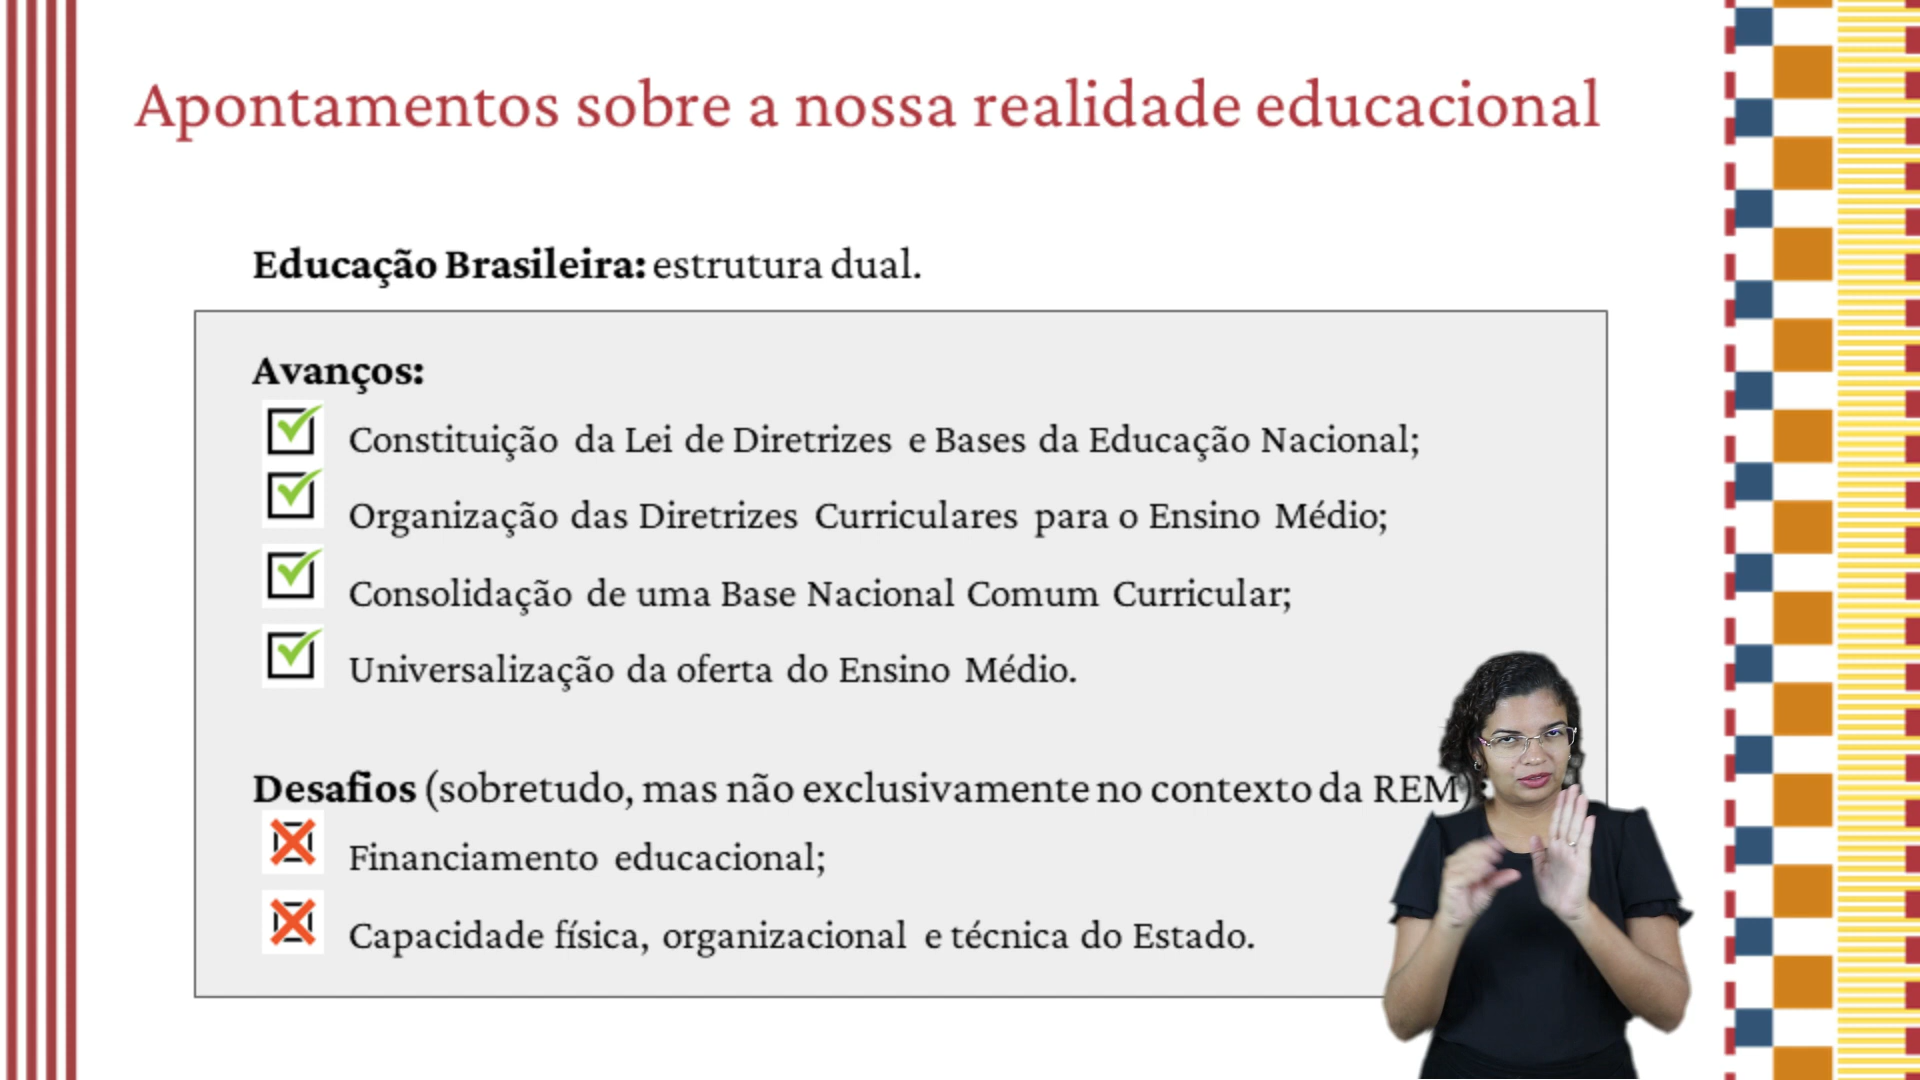 Apontamentos sobre a nossa realidade educacional
Educação Brasileira: estrutura dual.
Avanços:
Constituição da Lei de Diretrizes e Bases da Educação Nacional;
Organização das Diretrizes Curriculares para o Ensino Médio;
Consolidação de uma Base Nacional Comum Curricular;
Universalização da oferta do Ensino Médio.
Desafios (sobretudo, mas não exclusivamente no contexto da REM):
Financiamento educacional;
Capacidade física, organizacional e técnica do Estado.